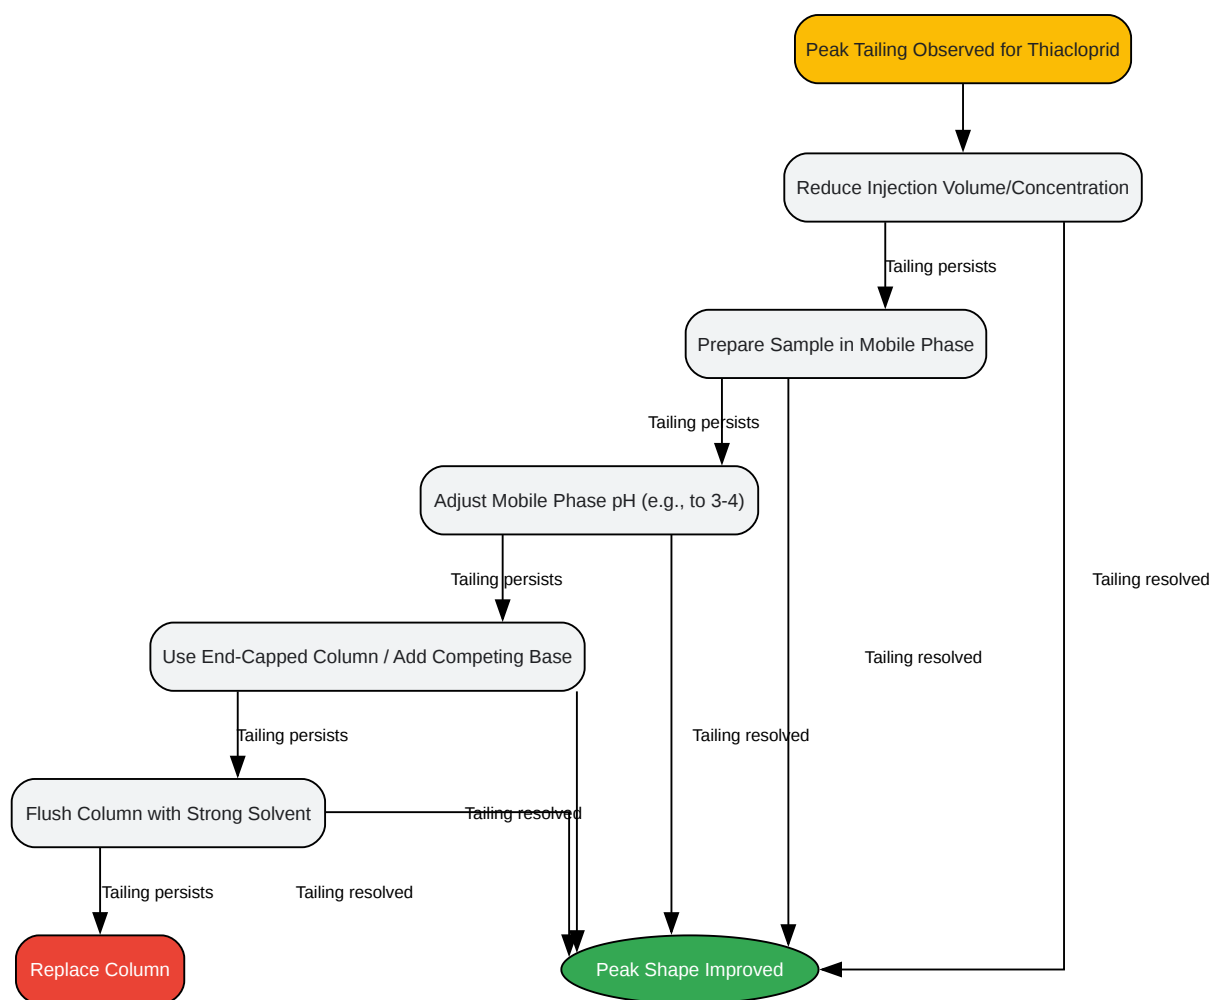 Peak Tailing Observed for Thiacloprid
Reduce Injection Volume/Concentration
Tailing persists
Prepare Sample in Mobile Phase
Tailing persists
Adjust Mobile Phase pH (e.g., to 3-4)
Tailing persists
Tailing resolved
Use End-Capped Column / Add Competing Base
Tailing resolved
Tailing persists
Tailing resolved
Flush Column with Strong Solvent
Tailing resolved
Tailing persists
Tailing resolved
Replace Column
Peak Shape Improved